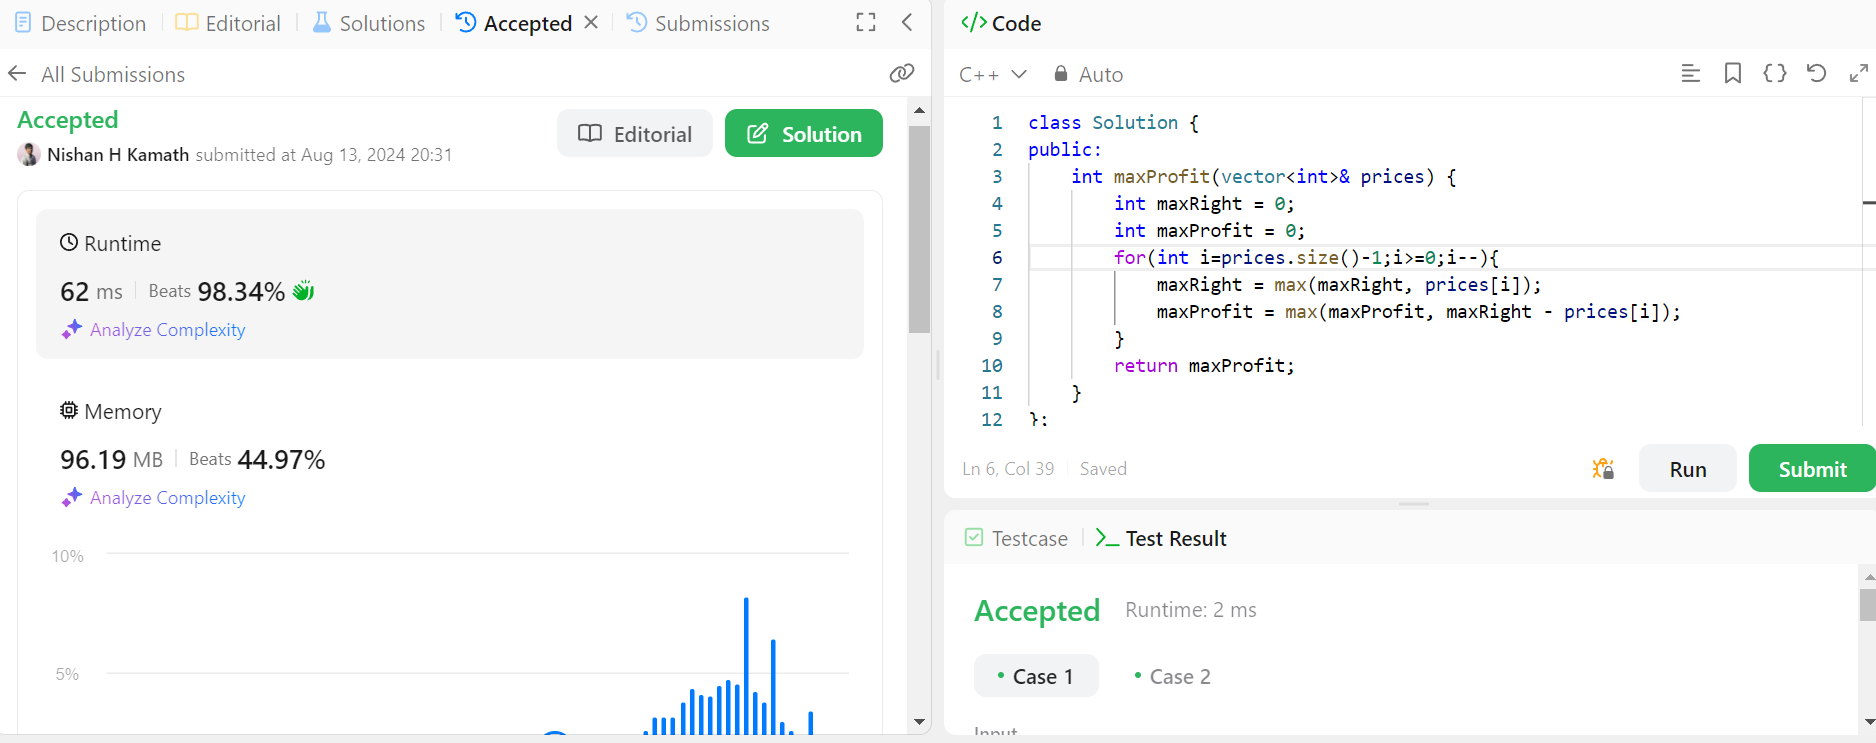 Description Editorial Solutions Accepted Submissions
All Submissions
Accepted
Nishan H Kamath submitted at Aug 13, 2024 20:31
Editorial
Solution
Runtime
62 ms Beats 98.34%
Analyze Complexity
Memory
96.19 MB Beats 44.97%
Analyze Complexity
10%
5%
</> Code
C++ Auto
1 class Solution {
2 public:
3 int maxProfit(vector<int>& prices) {
4 int maxRight = 0;
5 int maxProfit = 0;
6 for(int i=prices.size()-1;i>=0;i--){
7 maxRight = max(maxRight, prices[i]);
8 maxProfit = max(maxProfit, maxRight - prices[i]);
9 }
10 return maxProfit;
11 }
12 };
Ln 6, Col 39 Saved
Run
Submit
Testcase >_ Test Result
Accepted Runtime: 2 ms
Case 1 Case 2
Input